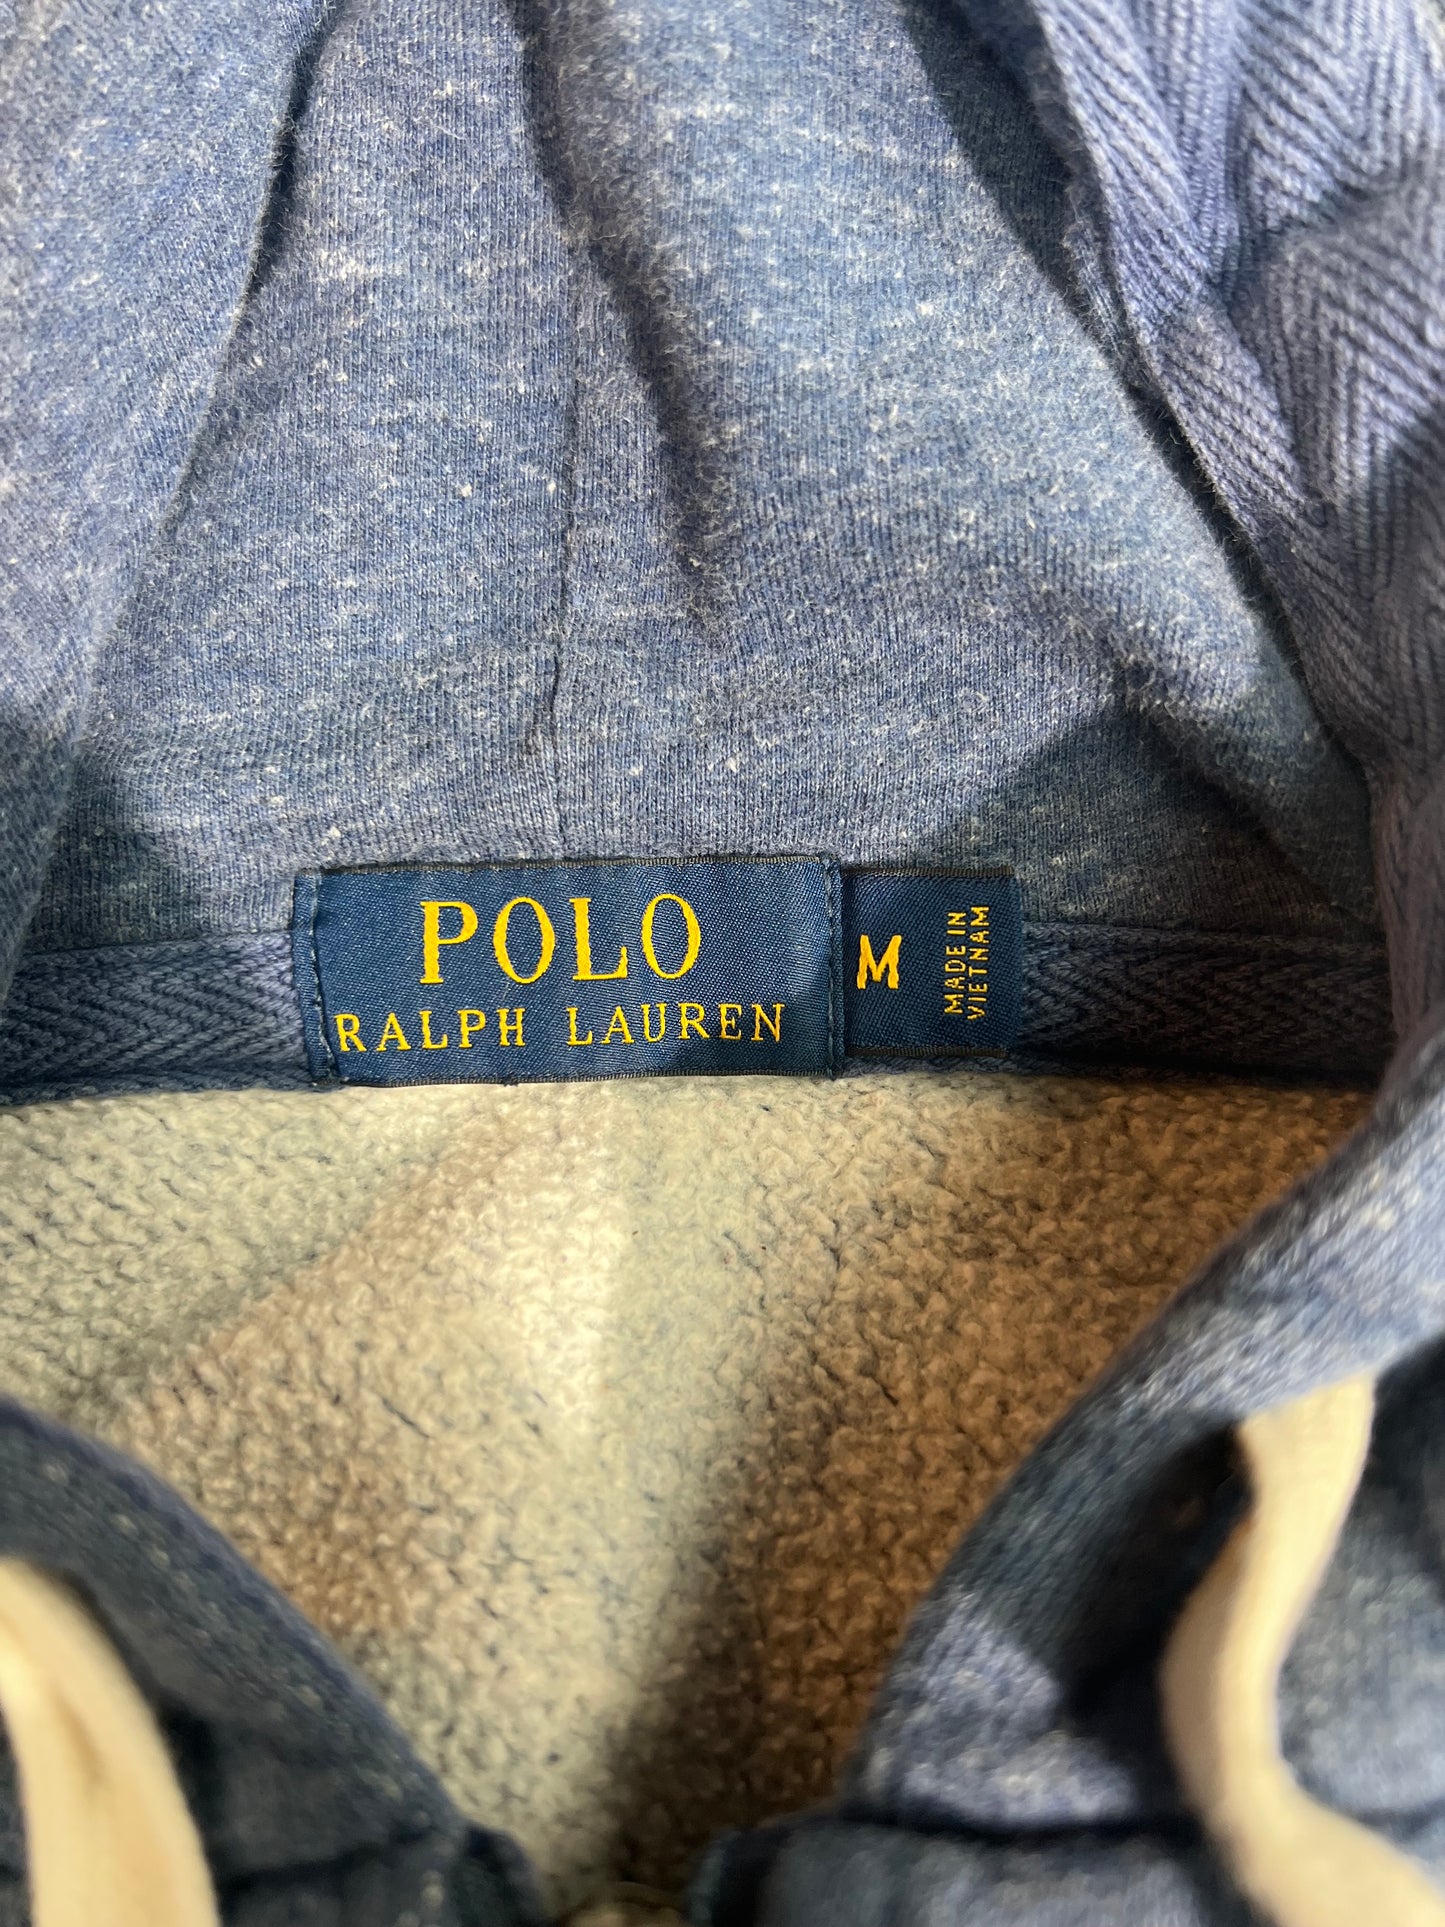 POLO
RALPH LAUREN
M
MADE IN
VIETNAM